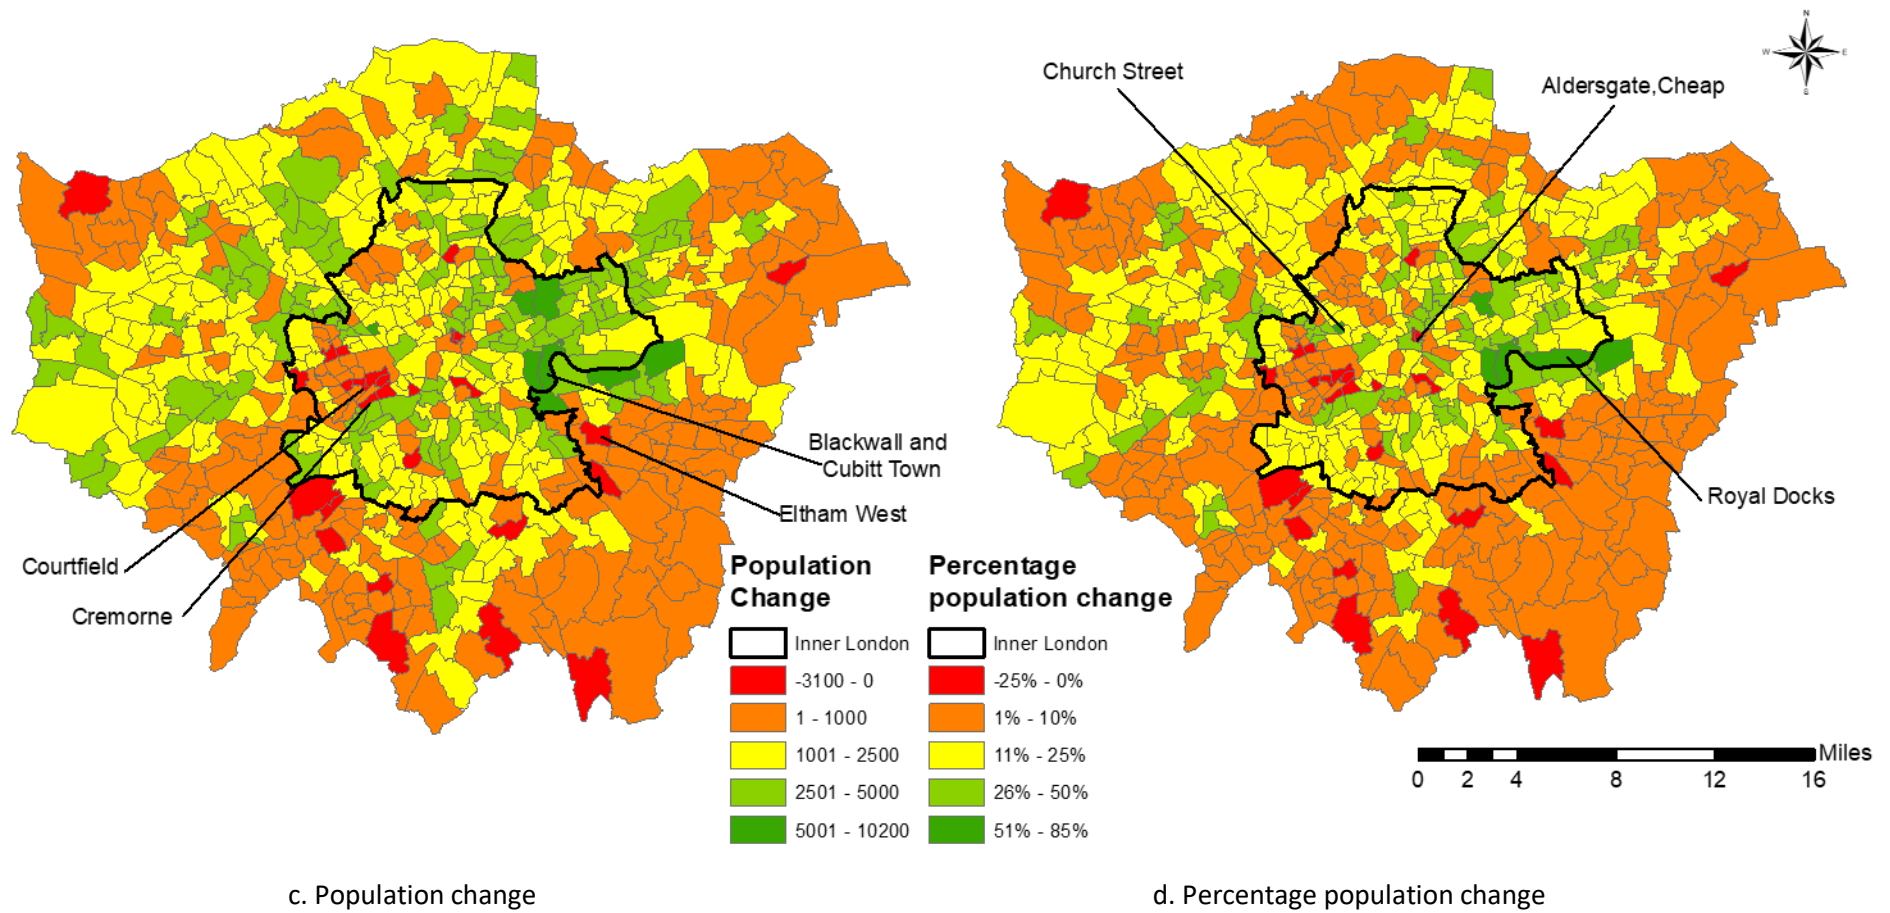 N
W
E
S
Church Street
Aldersgate,Cheap
Blackwall and
Cubitt Town
Eltham West
Royal Docks
Courtfield
Cremorne
Population
Change
Inner London
-3100 - 0
1 - 1000
1001 - 2500
2501 - 5000
5001 - 10200
Percentage
population change
Inner London
-25% - 0%
1% - 10%
11% - 25%
26% - 50%
51% - 85%
Miles
0 2 4 8 12 16
c. Population change
d. Percentage population change